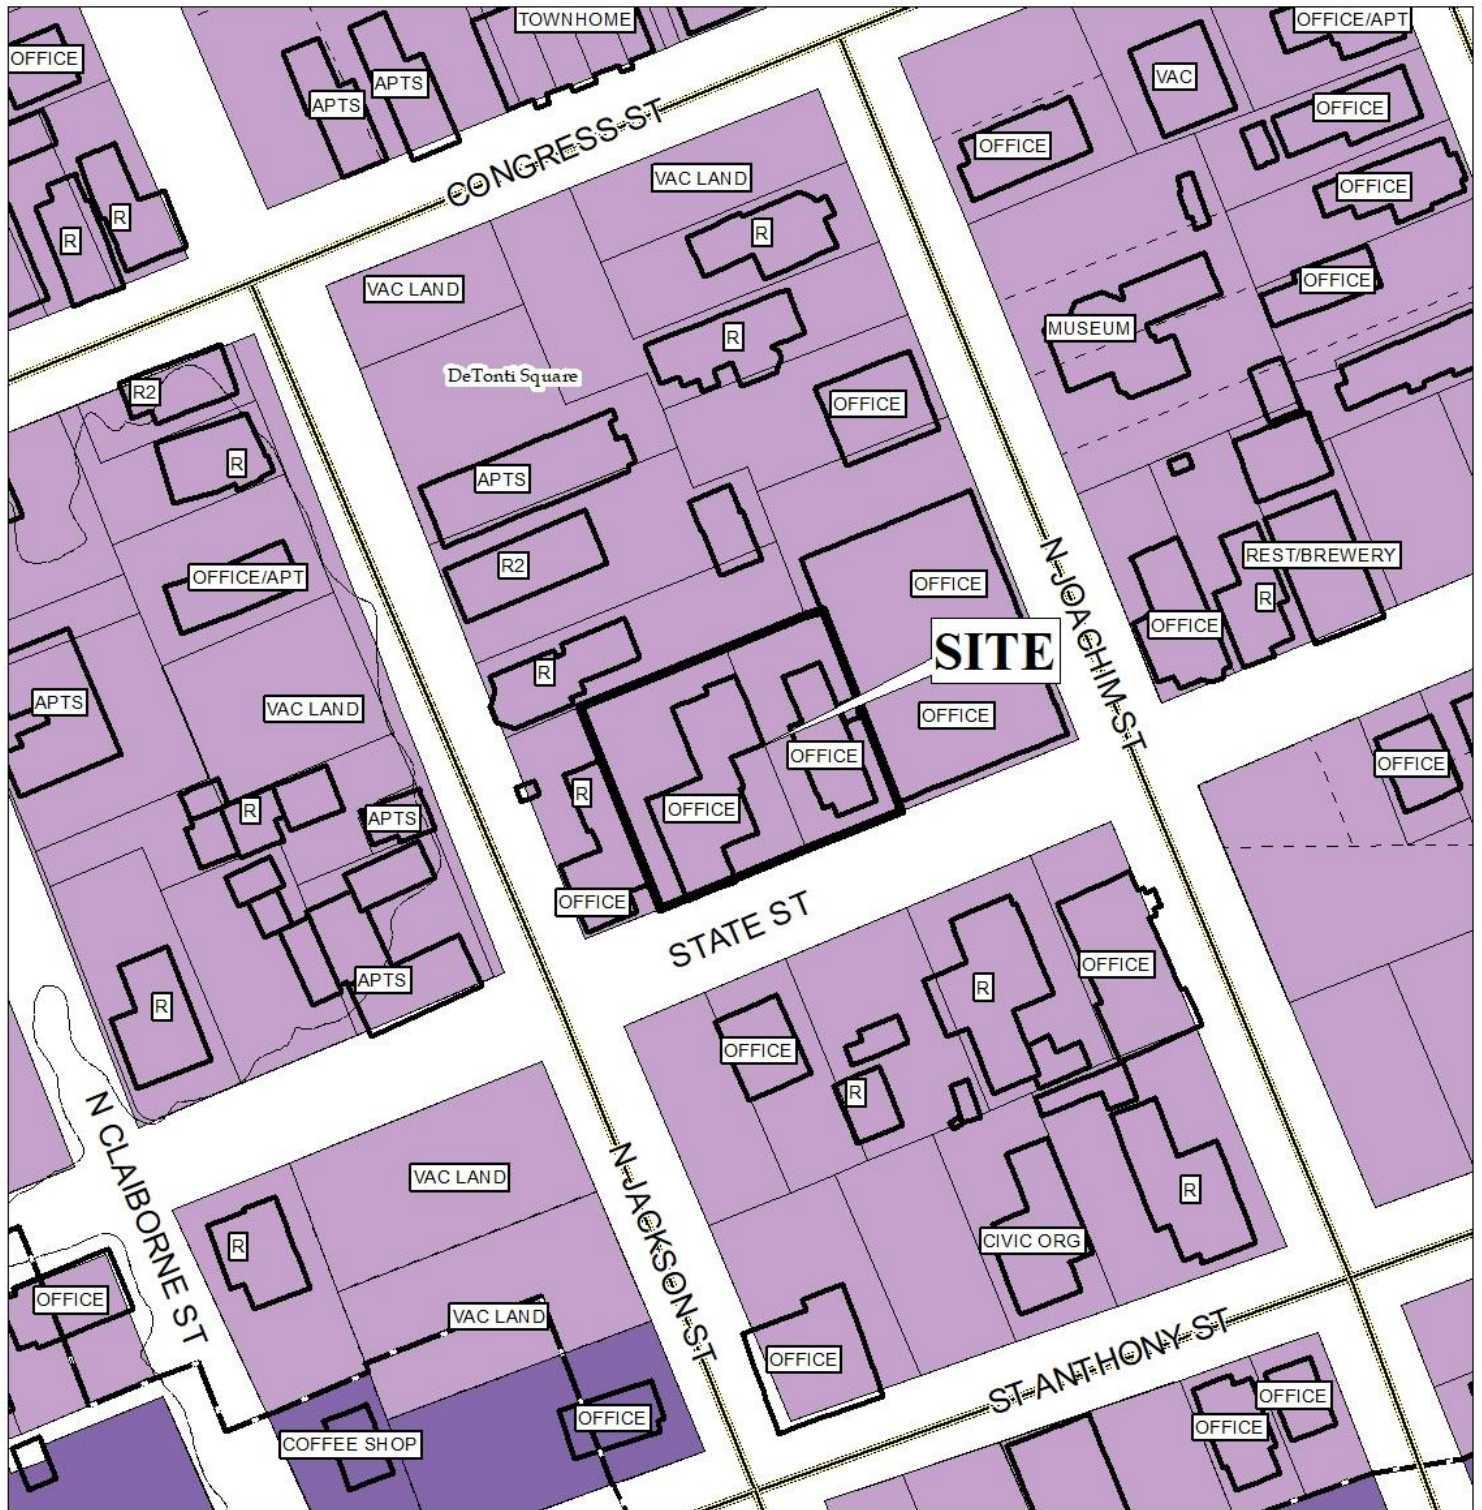 TOWNHOME
OFFICE/APT
OFFICE
APTS
APTS
VAC
OFFICE
CONGRESS ST
OFFICE
VAC LAND
OFFICE
R
R
R
VAC LAND
OFFICE
MUSEUM
R
DeTonti Square
R2
OFFICE
R
APTS
N JOACHIM ST
REST/BREWERY
R2
OFFICE/APT
OFFICE
R
OFFICE
SITE
R
APTS
VAC LAND
OFFICE
OFFICE
OFFICE
R
OFFICE
R
APTS
OFFICE
STATE ST
OFFICE
APTS
R
R
OFFICE
R
N CLAIBORNE ST
N JACKSON ST
VAC LAND
R
R
CIVIC ORG
OFFICE
VAC LAND
ST ANTHONY ST
OFFICE
OFFICE
OFFICE
OFFICE
COFFEE SHOP